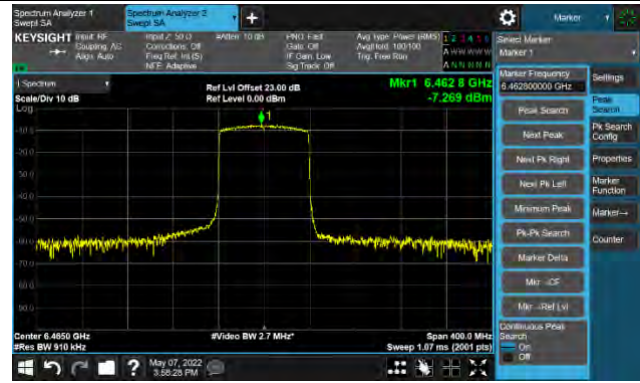 Spectrum Analyzer 1
Swept SA
Spectrum Analyzer 2
Swept SA
+
Marker
KEYSIGHT Input: RF
Coupling: AC
Align: Auto
Input Z: 50 Ω
Corrections: Off
Freq Ref: Int (S)
NFE: Adaptive
#Atten: 10 dB
PNO: Fast
Gate: Off
IF Gain: Low
Sig Track: Off
Avg Type: Power (RMS)
Avg|Hold: 100/100
Trig: Free Run
1 2 3 4 5 6
A W W W W W
A N N N N N
Select Marker
Marker 1
1 Spectrum
Scale/Div 10 dB
Log
Ref Lvl Offset 23.00 dB
Ref Level 0.00 dBm
Mkr1 6.462 8 GHz
-7.269 dBm
1
-10.0
-20.0
-30.0
-40.0
-50.0
-60.0
-70.0
-80.0
-90.0
Center 6.4650 GHz
#Res BW 910 kHz
#Video BW 2.7 MHz*
Span 400.0 MHz
Sweep 1.07 ms (2001 pts)
Marker Frequency
6.462800000 GHz
Peak Search
Next Peak
Next Pk Right
Next Pk Left
Minimum Peak
Pk-Pk Search
Marker Delta
Mkr→CF
Mkr→Ref Lvl
Continuous Peak
Search
On
Off
Settings
Peak
Search
Pk Search
Config
Properties
Marker
Function
Marker→
Counter
?
May 07, 2022
3:58:28 PM